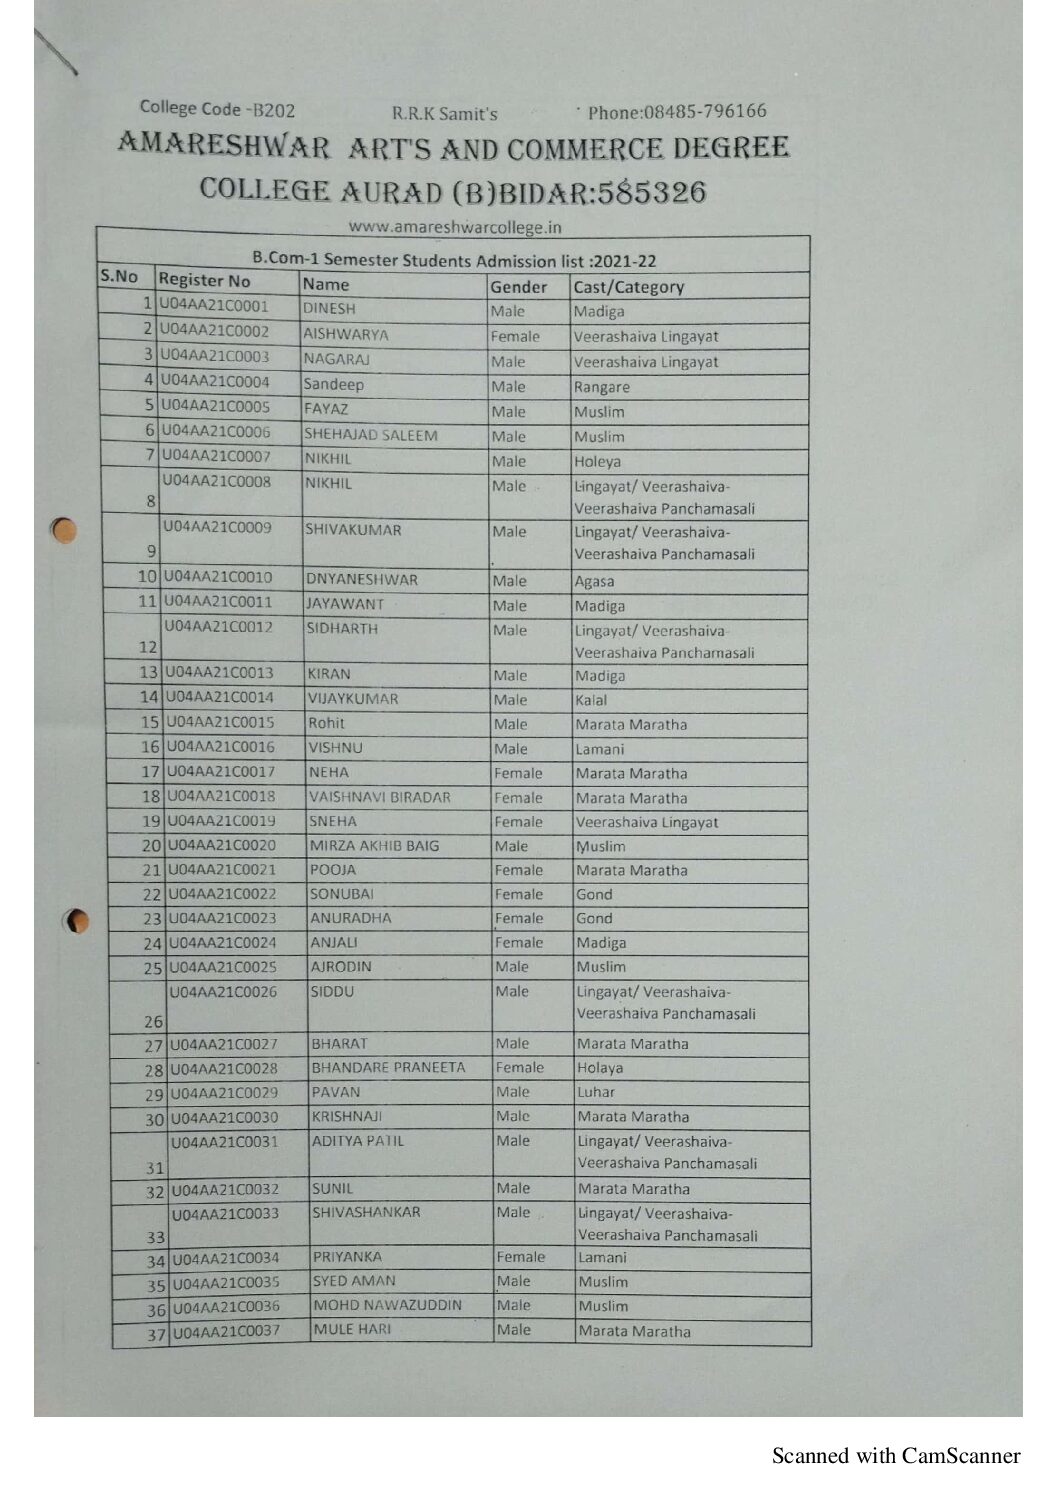 College Code -B202 R.R.K Samit's Phone:08485-796166
AMARESHWAR ART'S AND COMMERCE DEGREE
COLLEGE AURAD (B)BIDAR:585326
www.amareshwarcollege.in
B.Com-1 Semester Students Admission list :2021-22
S.No Register No Name Gender Cast/Category
1 U04AA21C0001 DINESH Male Madiga
2 U04AA21C0002 AISHWARYA Female Veerashaiva Lingayat
3 U04AA21C0003 NAGARAJ Male Veerashaiva Lingayat
4 U04AA21C0004 Sandeep Male Rangare
5 U04AA21C0005 FAYAZ Male Muslim
6 U04AA21C0006 SHEHAJAD SALEEM Male Muslim
7 U04AA21C0007 NIKHIL Male Holeya
8 U04AA21C0008 NIKHIL Male Lingayat/ Veerashaiva-
Veerashaiva Panchamasali
9 U04AA21C0009 SHIVAKUMAR Male Lingayat/ Veerashaiva-
Veerashaiva Panchamasali
10 U04AA21C0010 DNYANESHWAR Male Agasa
11 U04AA21C0011 JAYAWANT Male Madiga
12 U04AA21C0012 SIDHARTH Male Lingayat/ Veerashaiva-
Veerashaiva Panchamasali
13 U04AA21C0013 KIRAN Male Madiga
14 U04AA21C0014 VIJAYKUMAR Male Kalal
15 U04AA21C0015 Rohit Male Marata Maratha
16 U04AA21C0016 VISHNU Male Lamani
17 U04AA21C0017 NEHA Female Marata Maratha
18 U04AA21C0018 VAISHNAVI BIRADAR Female Marata Maratha
19 U04AA21C0019 SNEHA Female Veerashaiva Lingayat
20 U04AA21C0020 MIRZA AKHIB BAIG Male Muslim
21 U04AA21C0021 POOJA Female Marata Maratha
22 U04AA21C0022 SONUBAI Female Gond
23 U04AA21C0023 ANURADHA Female Gond
24 U04AA21C0024 ANJALI Female Madiga
25 U04AA21C0025 AJRODIN Male Muslim
26 U04AA21C0026 SIDDU Male Lingayat/ Veerashaiva-
Veerashaiva Panchamasali
27 U04AA21C0027 BHARAT Male Marata Maratha
28 U04AA21C0028 BHANDARE PRANEETA Female Holaya
29 U04AA21C0029 PAVAN Male Luhar
30 U04AA21C0030 KRISHNAJI Male Marata Maratha
31 U04AA21C0031 ADITYA PATIL Male Lingayat/ Veerashaiva-
Veerashaiva Panchamasali
32 U04AA21C0032 SUNIL Male Marata Maratha
33 U04AA21C0033 SHIVASHANKAR Male Lingayat/ Veerashaiva-
Veerashaiva Panchamasali
34 U04AA21C0034 PRIYANKA Female Lamani
35 U04AA21C0035 SYED AMAN Male Muslim
36 U04AA21C0036 MOHD NAWAZUDDIN Male Muslim
37 U04AA21C0037 MULE HARI Male Marata Maratha
Scanned with CamScanner